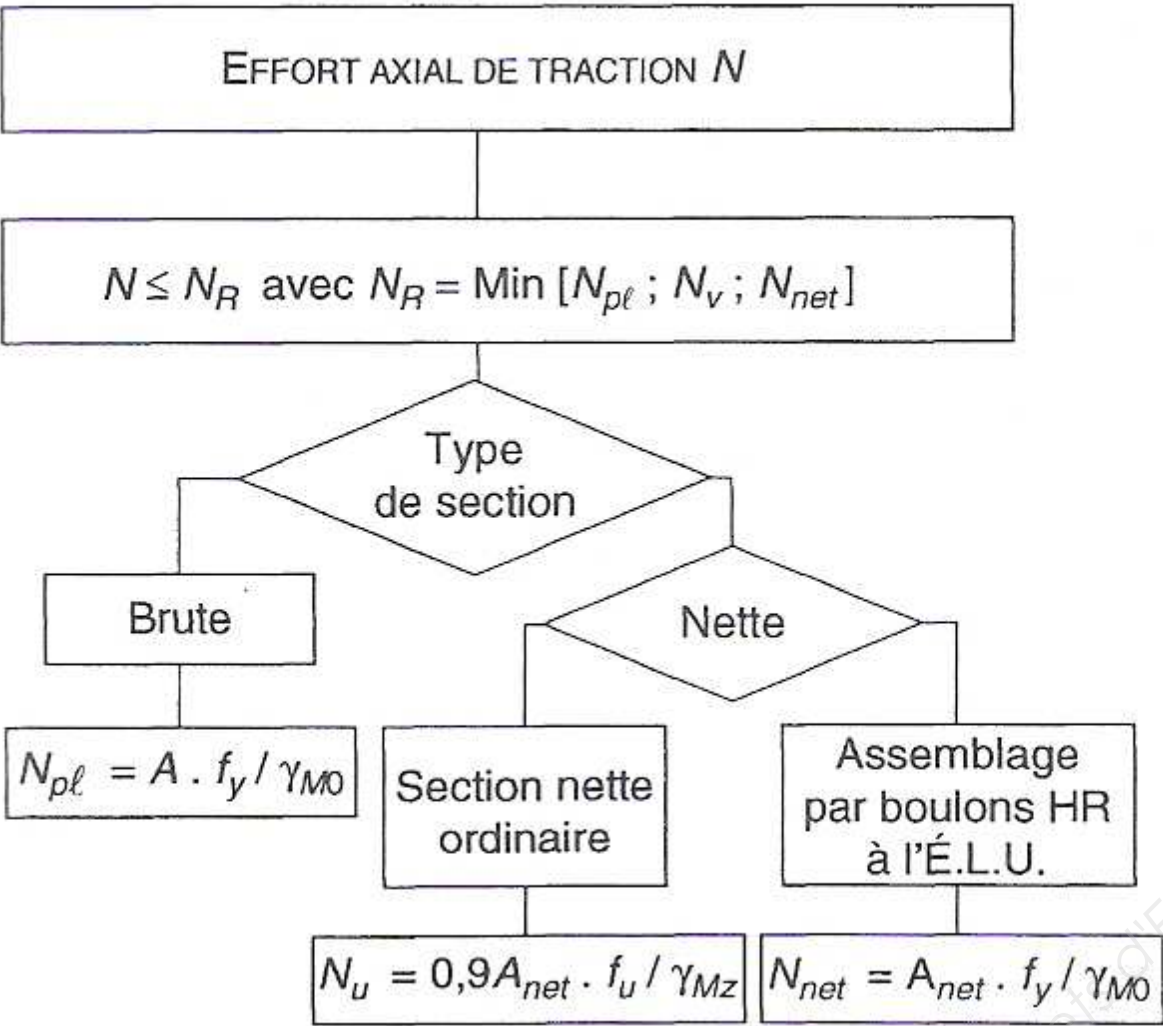 EFFORT AXIAL DE TRACTION N
N ≤ N_R avec N_R = Min [N_pℓ ; N_v ; N_net]
Type
de section
Brute
Nette
N_pℓ = A . f_y / γ_M0
Section nette
ordinaire
Assemblage
par boulons HR
à l'É.L.U.
N_u = 0,9A_net . f_u / γ_Mz
N_net = A_net . f_y / γ_M0